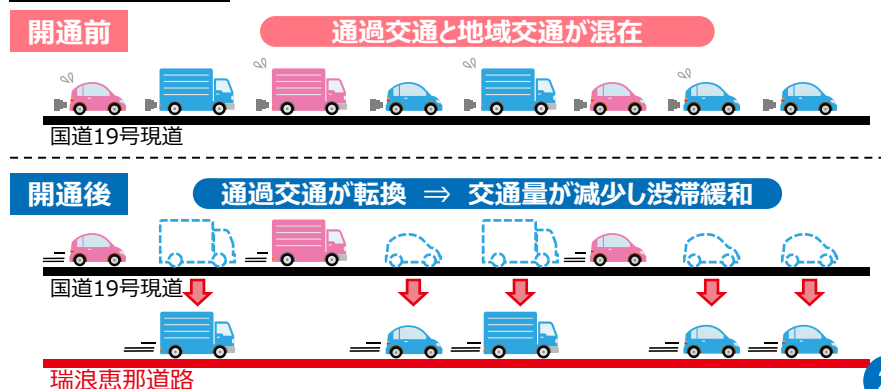 開通前
通過交通と地域交通が混在
国道19号現道
開通後
通過交通が転換 ⇒ 交通量が減少し渋滞緩和
国道19号現道
瑞浪恵那道路